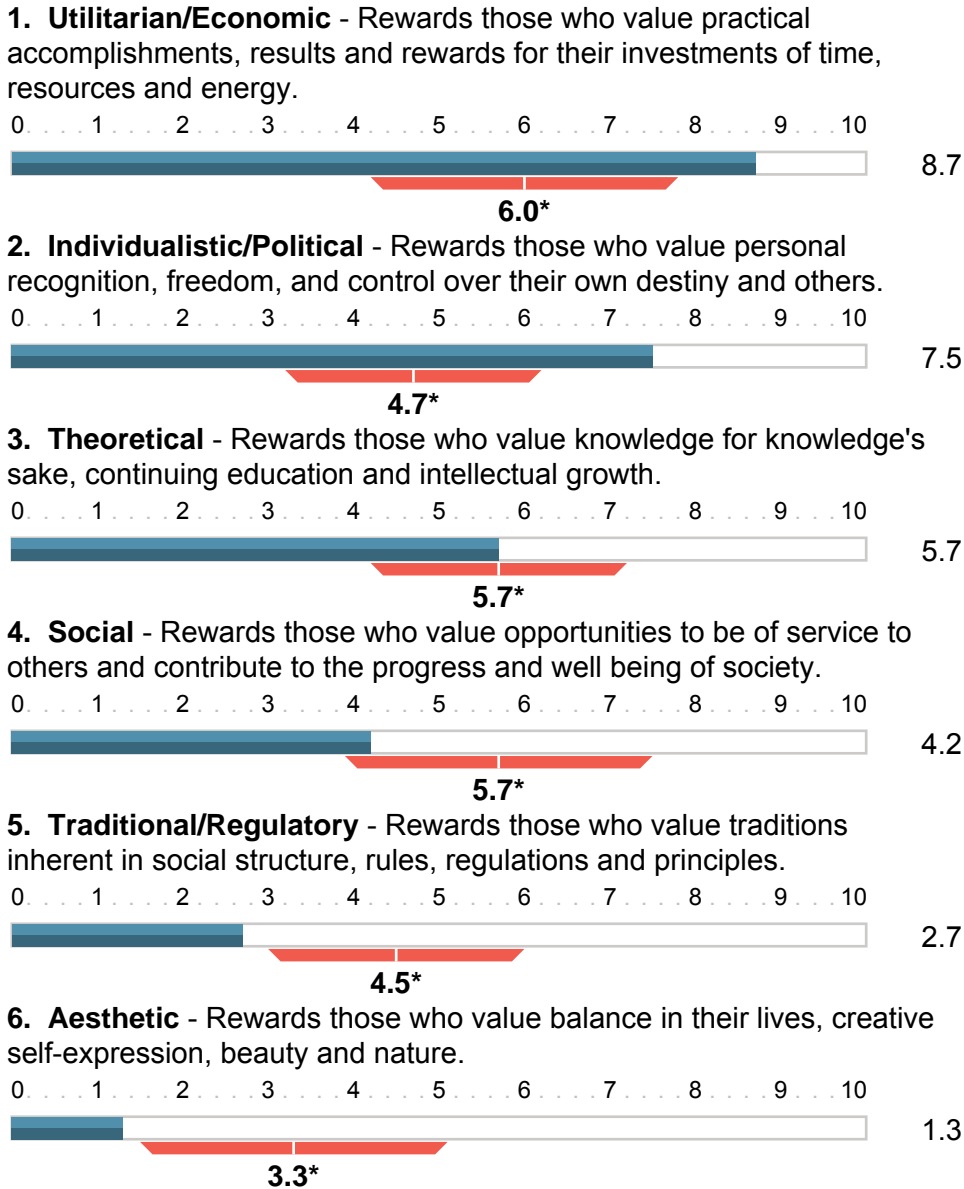 1. Utilitarian/Economic - Rewards those who value practical
accomplishments, results and rewards for their investments of time,
resources and energy.
0. . . . 1 . . . . 2 . . . . 3 . . . . 4 . . . . 5 . . . . 6 . . . . 7 . . . . 8 . . . . 9 . . . 10
8.7
6.0*
2. Individualistic/Political - Rewards those who value personal
recognition, freedom, and control over their own destiny and others.
0. . . . 1 . . . . 2 . . . . 3 . . . . 4 . . . . 5 . . . . 6 . . . . 7 . . . . 8 . . . . 9 . . . 10
7.5
4.7*
3. Theoretical - Rewards those who value knowledge for knowledge's
sake, continuing education and intellectual growth.
0. . . . 1 . . . . 2 . . . . 3 . . . . 4 . . . . 5 . . . . 6 . . . . 7 . . . . 8 . . . . 9 . . . 10
5.7
5.7*
4. Social - Rewards those who value opportunities to be of service to
others and contribute to the progress and well being of society.
0. . . . 1 . . . . 2 . . . . 3 . . . . 4 . . . . 5 . . . . 6 . . . . 7 . . . . 8 . . . . 9 . . . 10
4.2
5.7*
5. Traditional/Regulatory - Rewards those who value traditions
inherent in social structure, rules, regulations and principles.
0. . . . 1 . . . . 2 . . . . 3 . . . . 4 . . . . 5 . . . . 6 . . . . 7 . . . . 8 . . . . 9 . . . 10
2.7
4.5*
6. Aesthetic - Rewards those who value balance in their lives, creative
self-expression, beauty and nature.
0. . . . 1 . . . . 2 . . . . 3 . . . . 4 . . . . 5 . . . . 6 . . . . 7 . . . . 8 . . . . 9 . . . 10
1.3
3.3*